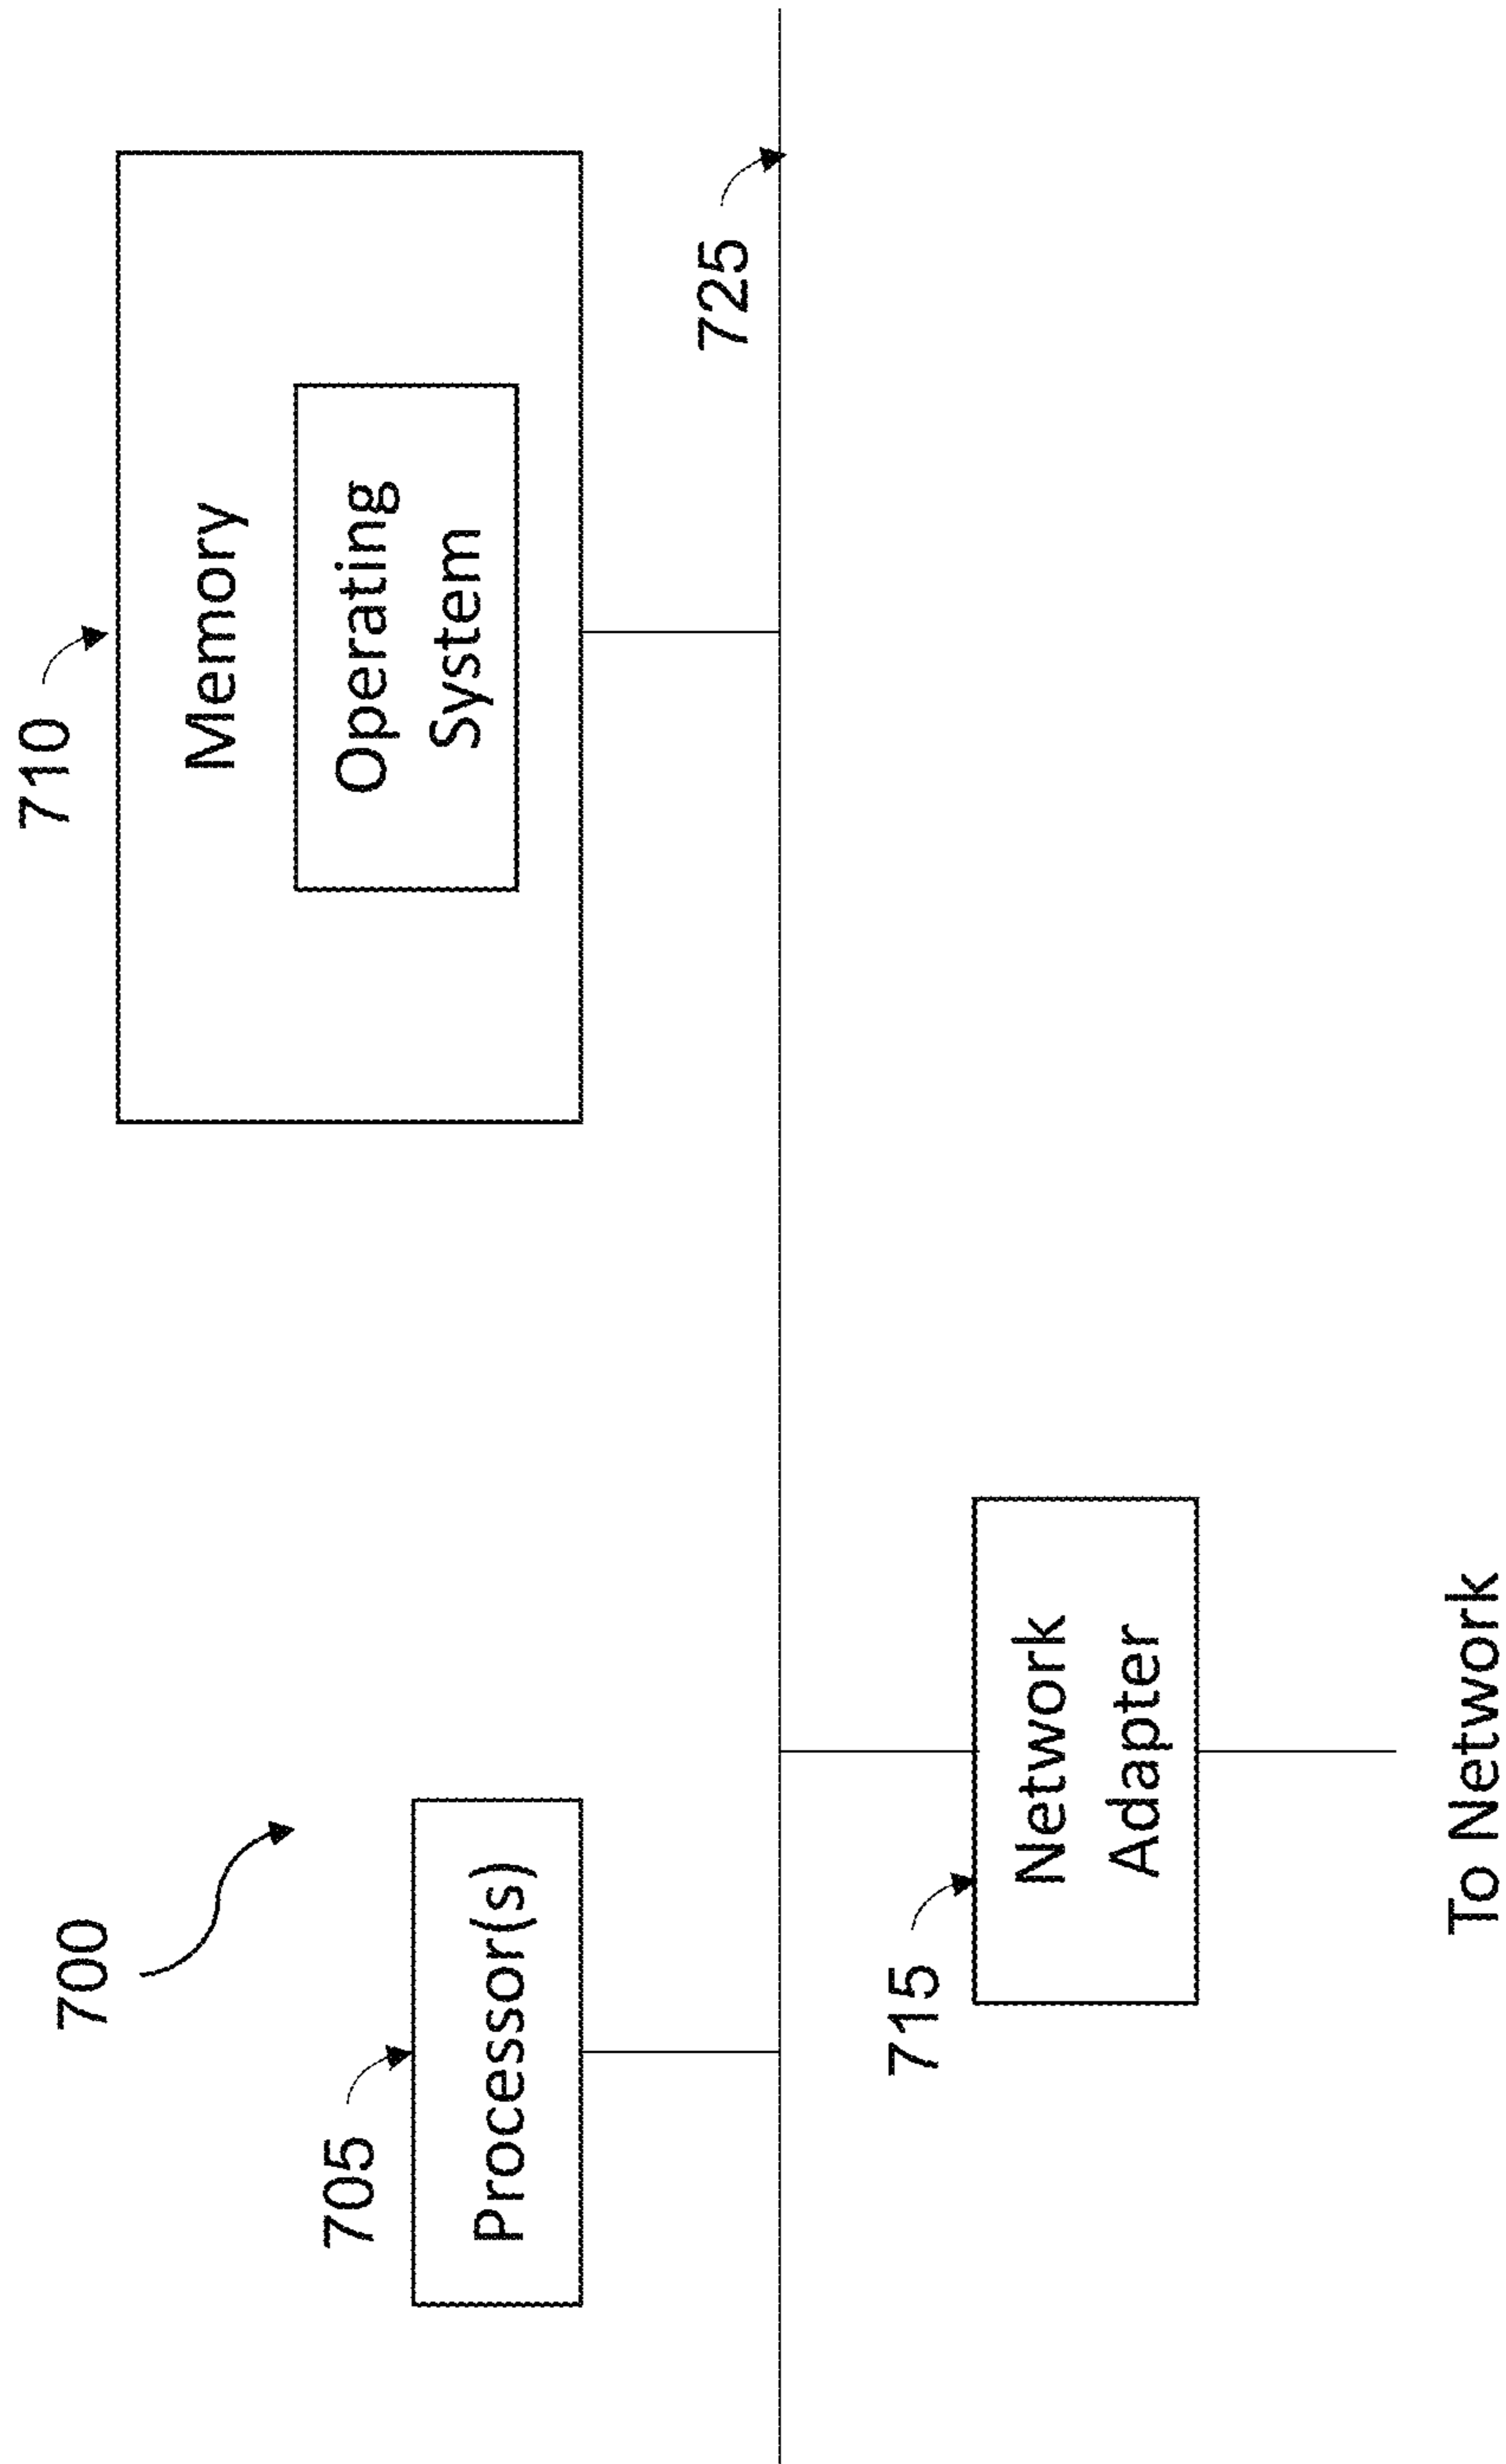 700
710
705
Processor(s)
Memory
Operating
System
725
715
Network
Adapter
To Network